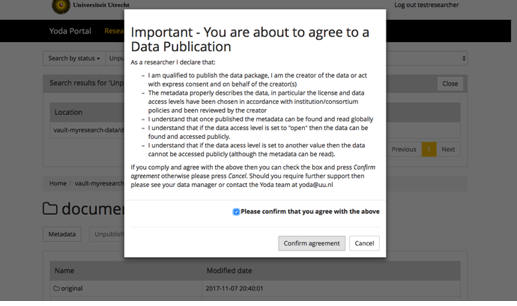 Universiteit Utrecht
Log out testresearcher
Yoda Portal
Resea
Search by status
Unpu
Search results for 'Unp
Close
Location
vault-myresearch-data/d
Previous 1 Next
Home / vault-myresearc
docume
Metadata
Unpublis
Name
Modified date
original
2017-11-07 20:40:01
Important - You are about to agree to a
Data Publication
As a researcher I declare that:
– I am qualified to publish the data package, I am the creator of the data or act
with express consent and on behalf of the creator(s)
– The metadata properly describes the data, in particular the license and data
access levels have been chosen in accordance with institution/consortium
policies and been reviewed by the creator
– I understand that once published the metadata can be found and read globally
– I understand that if the data access level is set to "open" then the data can be
found and accessed publicly.
– I understand that if the data acess level is set to another value then the data
cannot be accessed publicly (although the metadata can be read).
If you comply and agree with the above then you can check the box and press Confirm
agreement otherwise please press Cancel. Should you require further support then
please see your data manager or contact the Yoda team at yoda@uu.nl
Please confirm that you agree with the above
Confirm agreement
Cancel